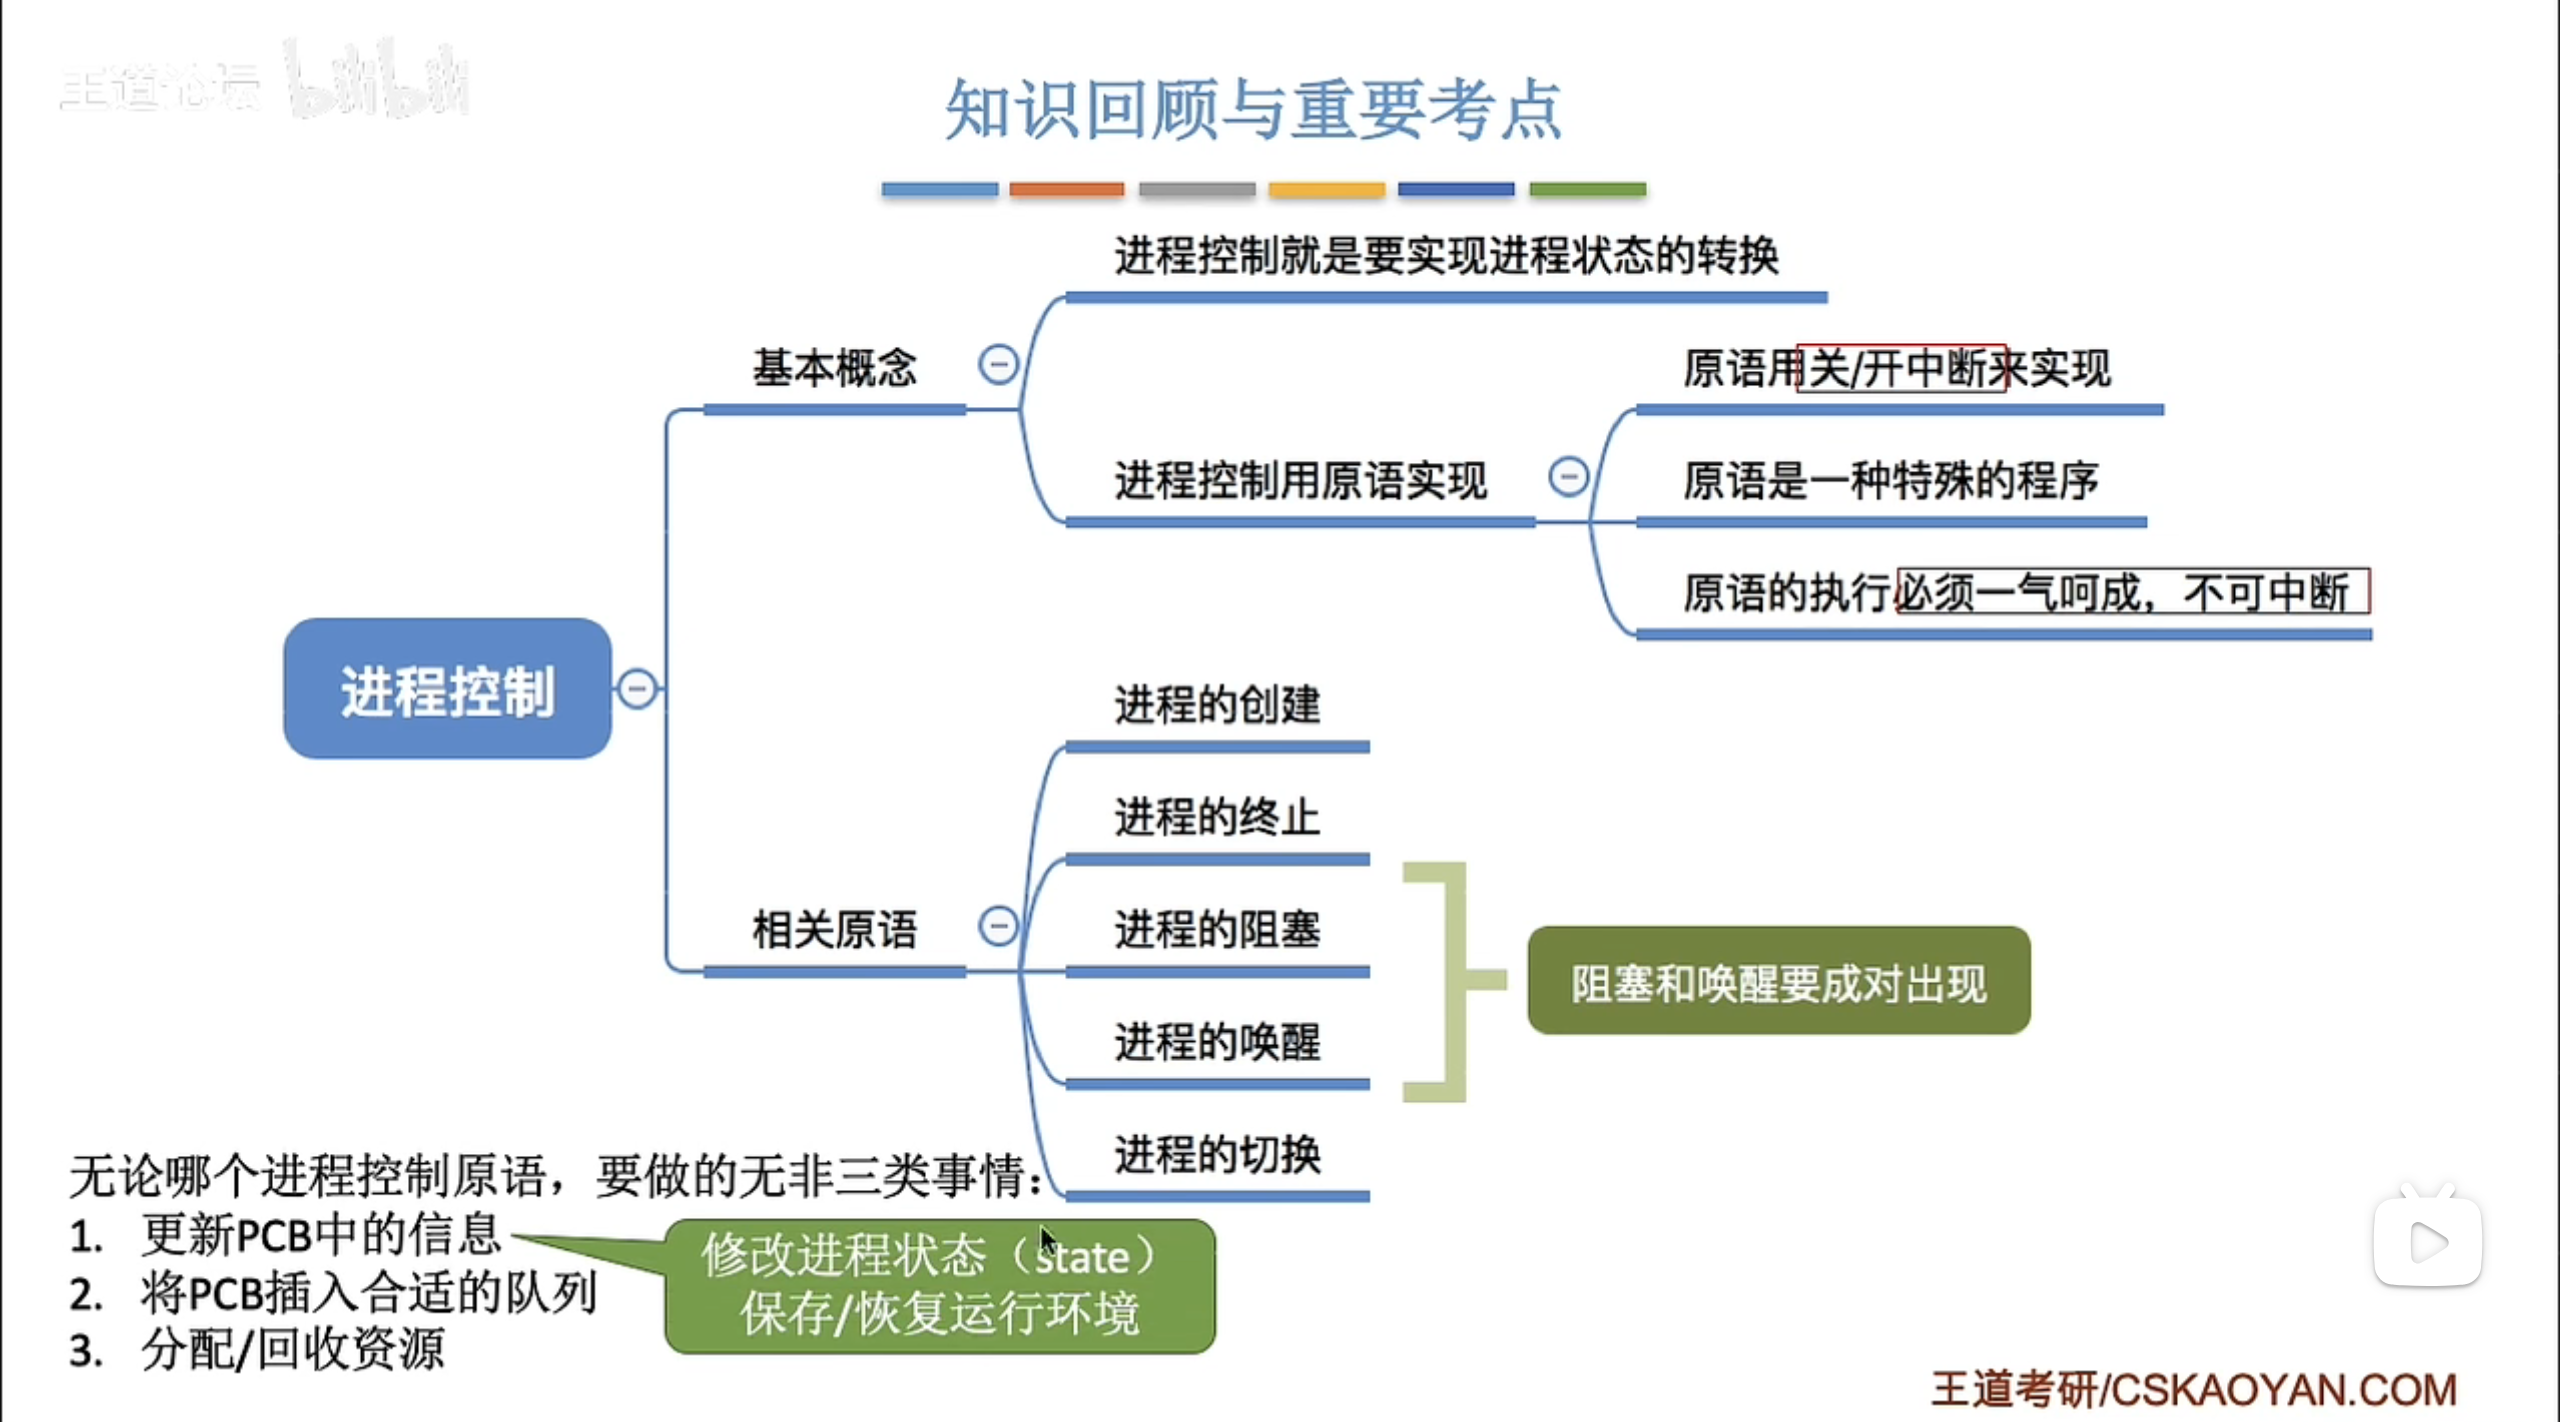 王道论坛 bilibili
知识回顾与重要考点
进程控制就是要实现进程状态的转换
基本概念
原语用关/开中断来实现
进程控制用原语实现
原语是一种特殊的程序
原语的执行必须一气呵成，不可中断
进程控制
进程的创建
进程的终止
相关原语
进程的阻塞
阻塞和唤醒要成对出现
进程的唤醒
进程的切换
无论哪个进程控制原语，要做的无非三类事情：
1. 更新PCB中的信息
2. 将PCB插入合适的队列
3. 分配/回收资源
修改进程状态（state）
保存/恢复运行环境
王道考研/CSKAOYAN.COM